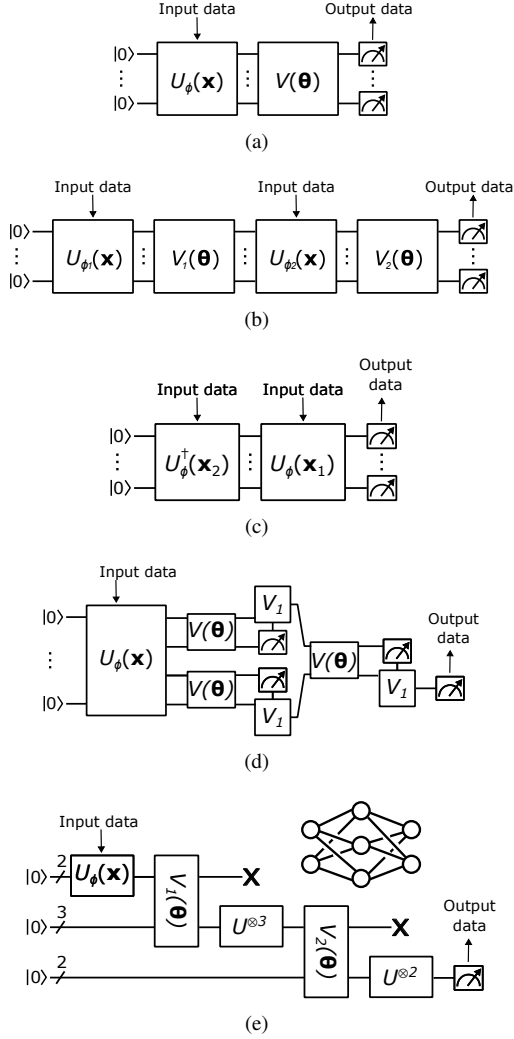 Input data Output data
|0⟩ U_ϕ(𝐱) V(𝛉)
⋮ ⋮ ⋮
|0⟩
(a)
Input data Input data Output data
|0⟩ U_ϕ1(𝐱) V_1(𝛉) U_ϕ2(𝐱) V_2(𝛉)
⋮ ⋮ ⋮ ⋮ ⋮
|0⟩
(b)
Output
Input data Input data data
|0⟩ U_ϕ^†(𝐱_2) U_ϕ(𝐱_1)
⋮ ⋮ ⋮
|0⟩
(c)
Input data
|0⟩ V(𝛉) V_1 Output
data
⋮ U_ϕ(𝐱) V(𝛉)
|0⟩ V(𝛉) V_1 V_1
(d)
Input data
|0⟩ 2 U_ϕ(𝐱) V_1(𝛉) X
|0⟩ 3 U^⊗3 V_2(𝛉) X Output
data
|0⟩ 2 U^⊗2
(e)